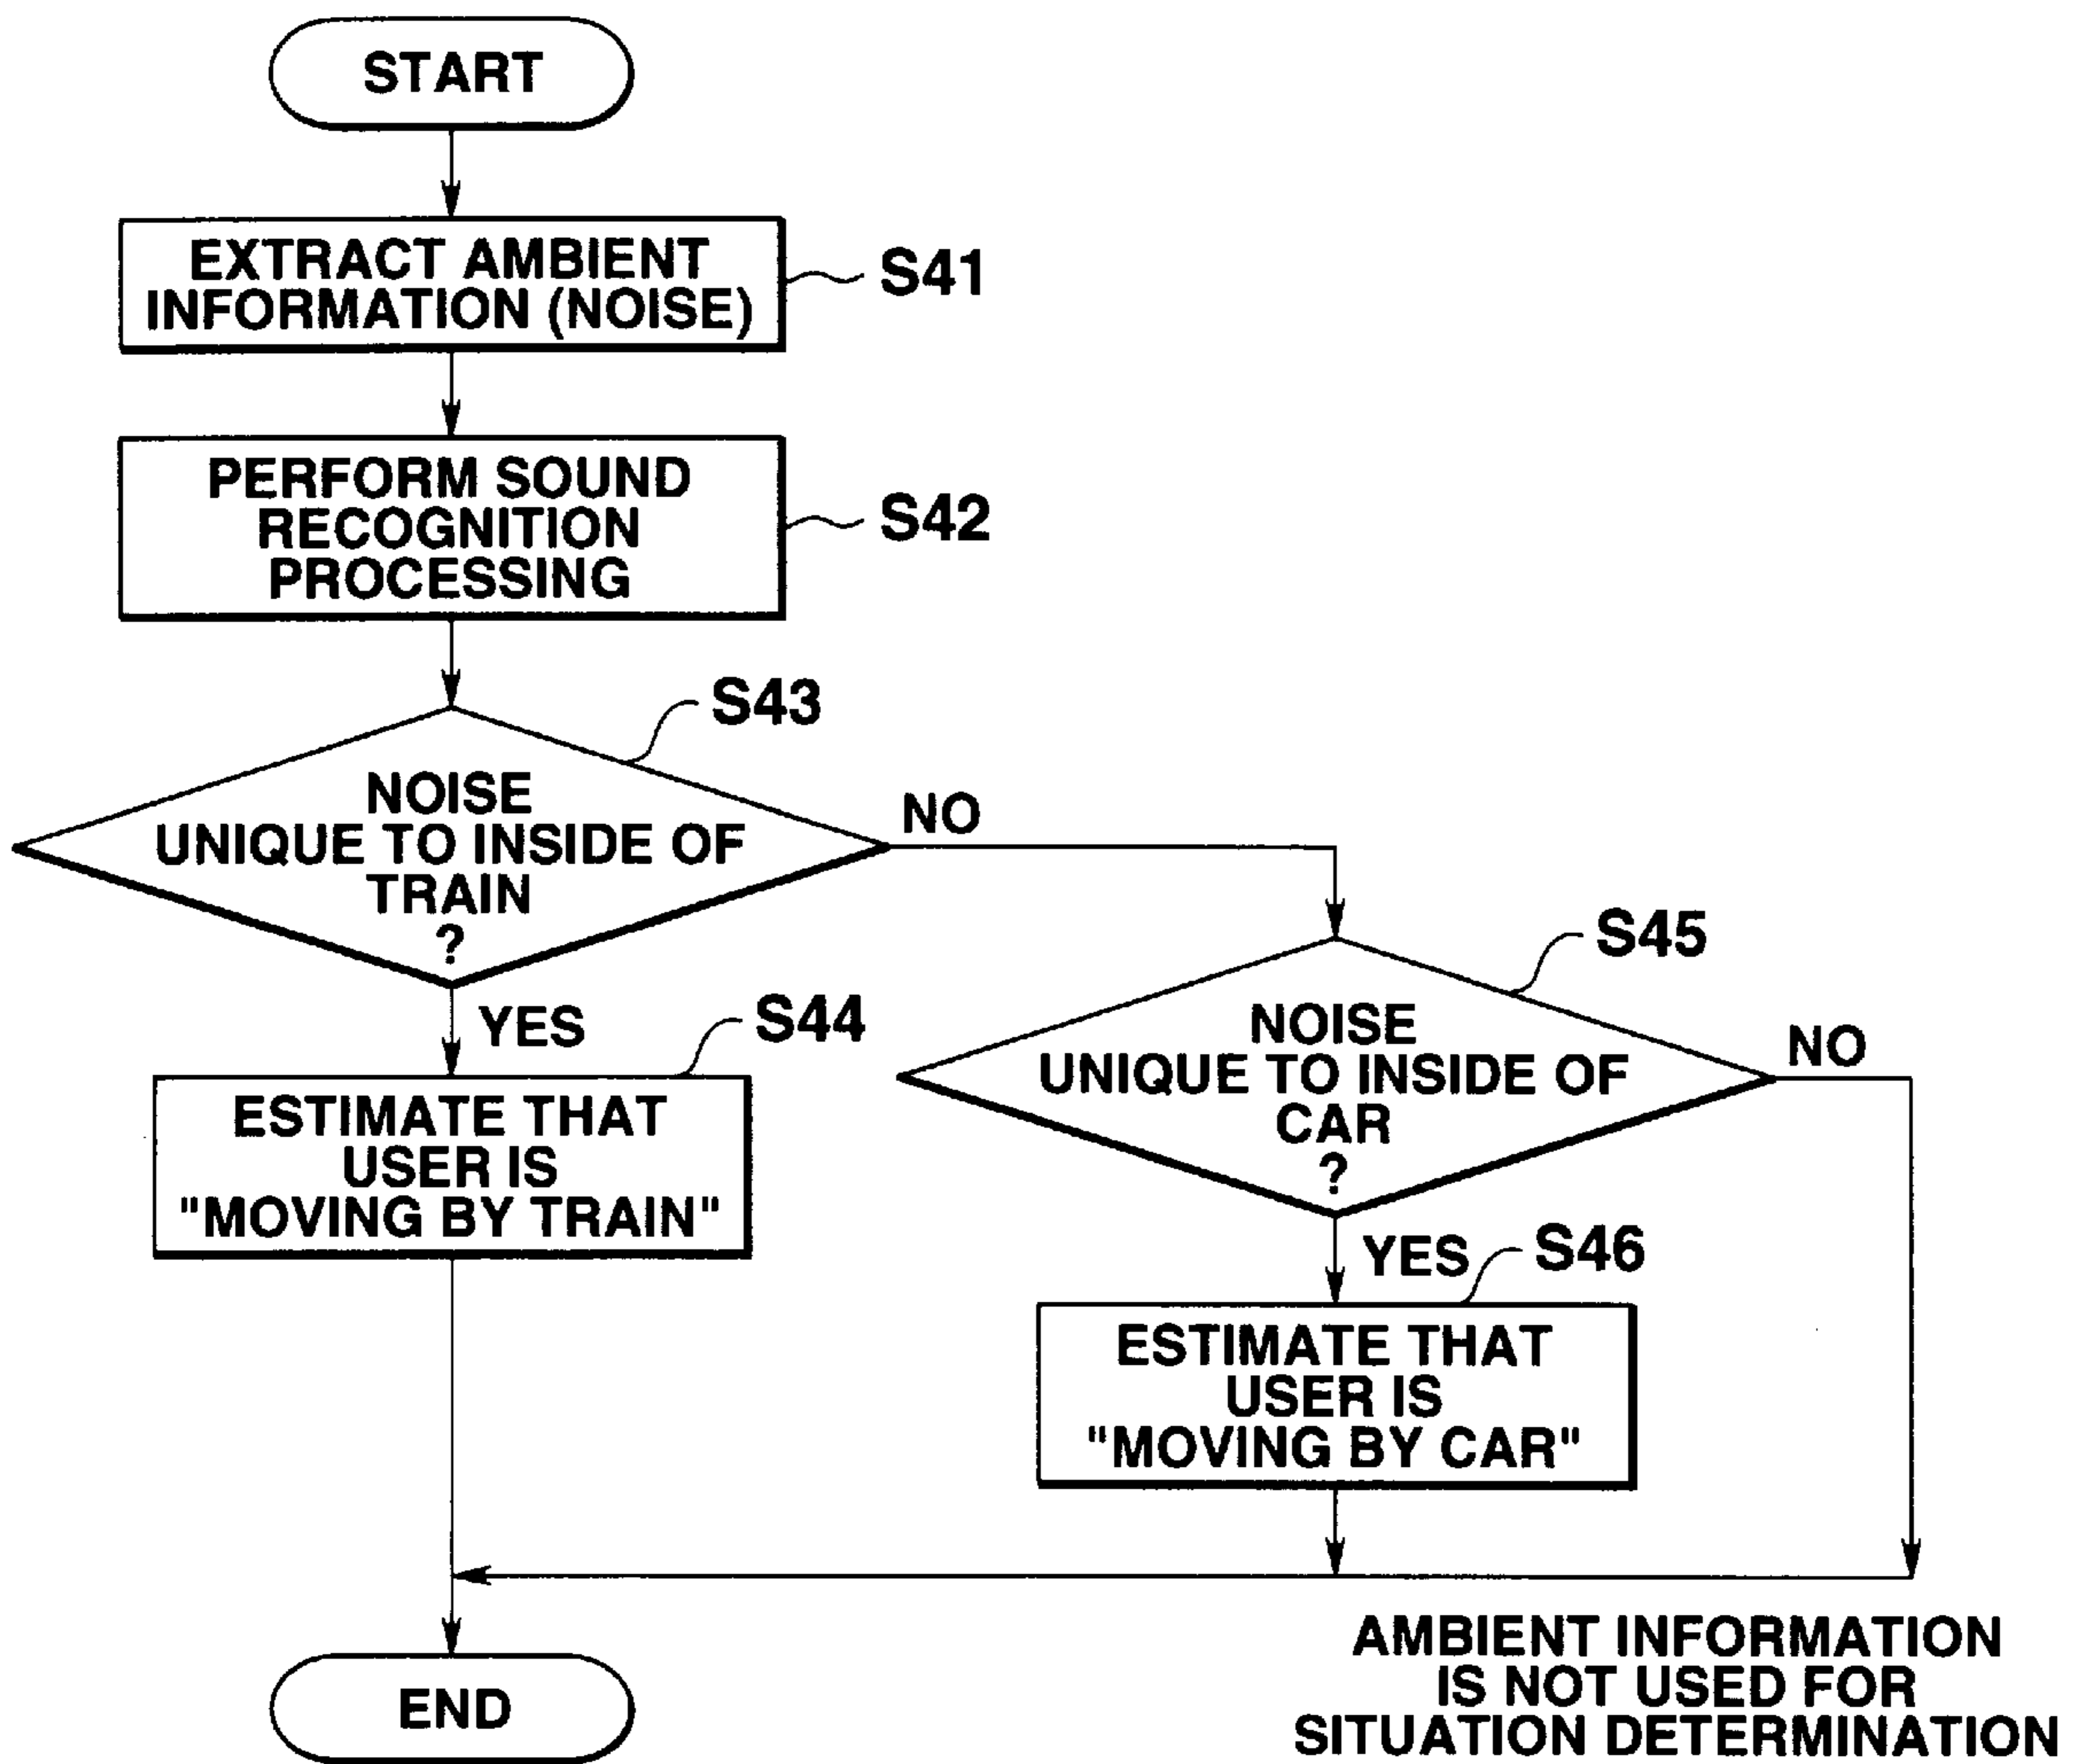 START
EXTRACT AMBIENT
INFORMATION (NOISE)
S41
PERFORM SOUND
RECOGNITION
PROCESSING
S42
S43
NOISE
UNIQUE TO INSIDE OF
TRAIN
?
NO
YES
S44
ESTIMATE THAT
USER IS
"MOVING BY TRAIN"
S45
NOISE
UNIQUE TO INSIDE OF
CAR
?
NO
YES
S46
ESTIMATE THAT
USER IS
"MOVING BY CAR"
AMBIENT INFORMATION
IS NOT USED FOR
SITUATION DETERMINATION
END